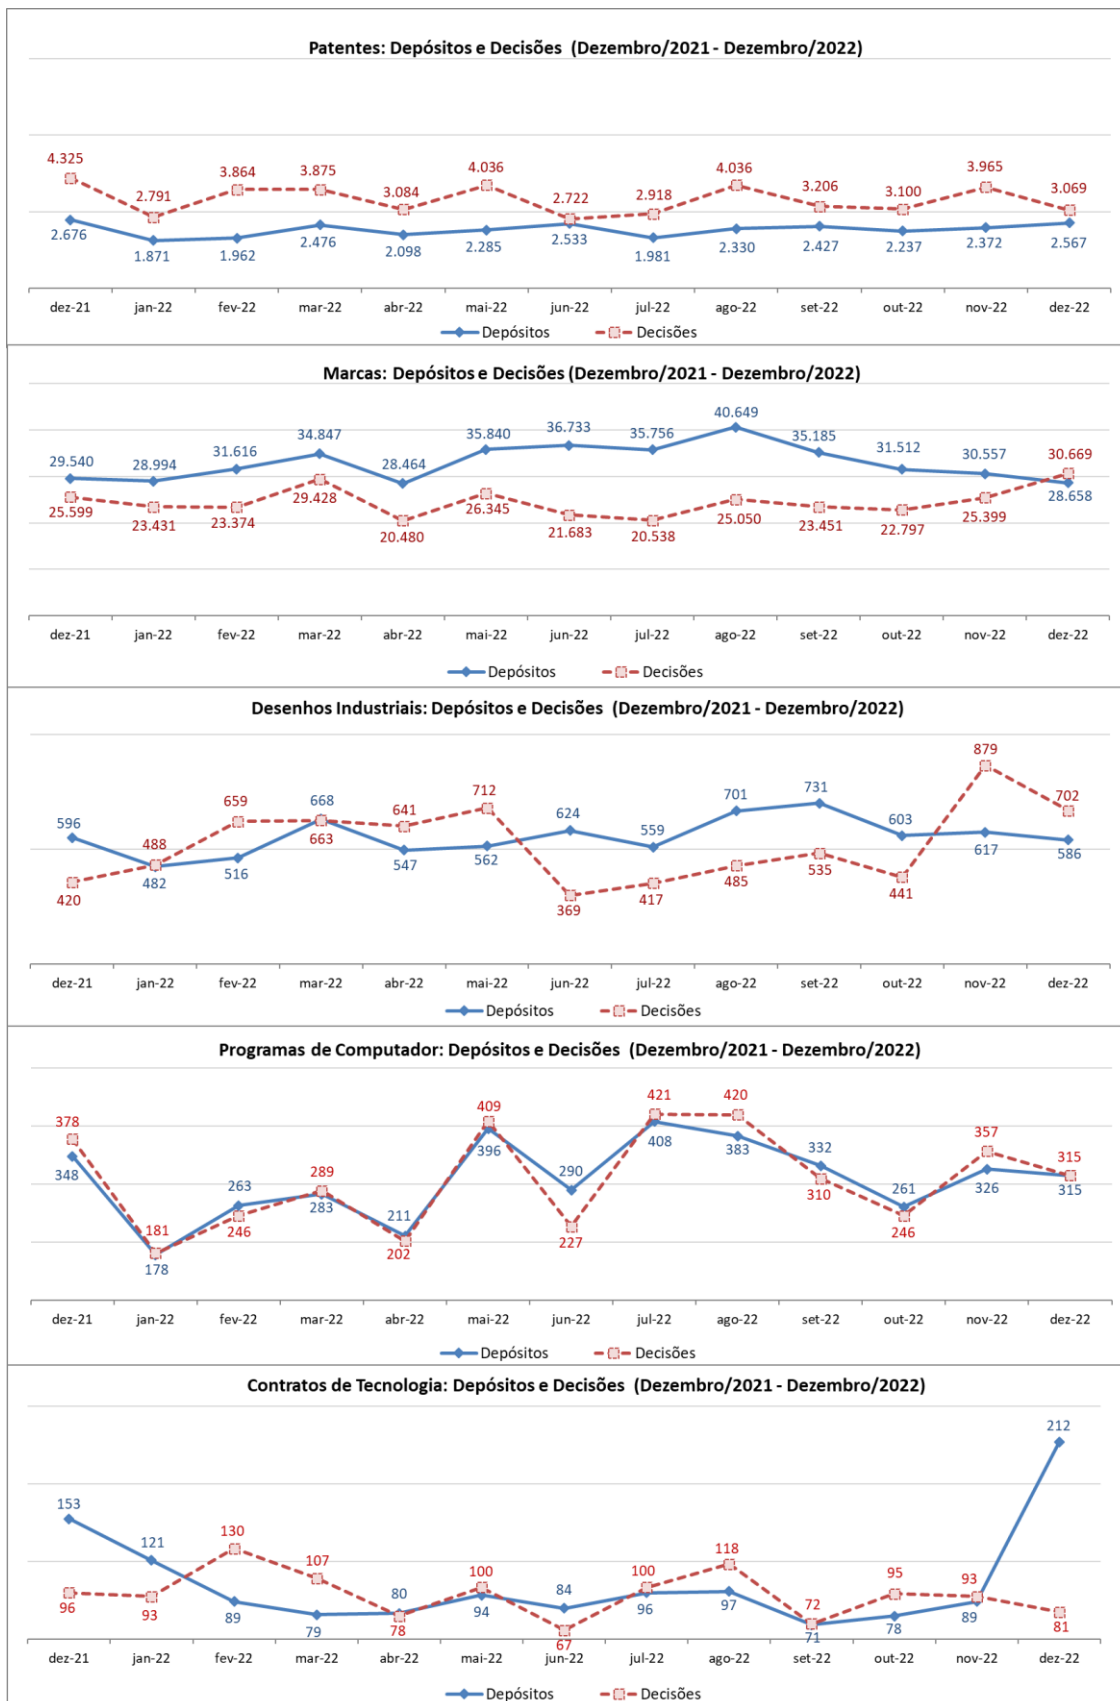 Patentes: Depósitos e Decisões (Dezembro/2021 - Dezembro/2022)
4.325 2.791 3.864 3.875 3.084 4.036 2.722 2.918 4.036 3.206 3.100 3.965 3.069
2.676 1.871 1.962 2.476 2.098 2.285 2.533 1.981 2.330 2.427 2.237 2.372 2.567
dez-21 jan-22 fev-22 mar-22 abr-22 mai-22 jun-22 jul-22 ago-22 set-22 out-22 nov-22 dez-22
Depósitos Decisões
Marcas: Depósitos e Decisões (Dezembro/2021 - Dezembro/2022)
29.540 28.994 31.616 34.847 28.464 35.840 36.733 35.756 40.649 35.185 31.512 30.557 28.658
25.599 23.431 23.374 29.428 20.480 26.345 21.683 20.538 25.050 23.451 22.797 25.399 30.669
dez-21 jan-22 fev-22 mar-22 abr-22 mai-22 jun-22 jul-22 ago-22 set-22 out-22 nov-22 dez-22
Depósitos Decisões
Desenhos Industriais: Depósitos e Decisões (Dezembro/2021 - Dezembro/2022)
596 482 516 668 547 562 624 559 701 731 603 617 586
420 488 659 663 641 712 369 417 485 535 441 879 702
dez-21 jan-22 fev-22 mar-22 abr-22 mai-22 jun-22 jul-22 ago-22 set-22 out-22 nov-22 dez-22
Depósitos Decisões
Programas de Computador: Depósitos e Decisões (Dezembro/2021 - Dezembro/2022)
378 181 246 289 202 409 227 421 420 310 246 357 315
348 178 263 283 211 396 290 408 383 332 261 326 315
dez-21 jan-22 fev-22 mar-22 abr-22 mai-22 jun-22 jul-22 ago-22 set-22 out-22 nov-22 dez-22
Depósitos Decisões
Contratos de Tecnologia: Depósitos e Decisões (Dezembro/2021 - Dezembro/2022)
153 121 89 79 80 94 84 96 97 71 78 89 212
96 93 130 107 78 100 67 100 118 72 95 93 81
dez-21 jan-22 fev-22 mar-22 abr-22 mai-22 jun-22 jul-22 ago-22 set-22 out-22 nov-22 dez-22
Depósitos Decisões